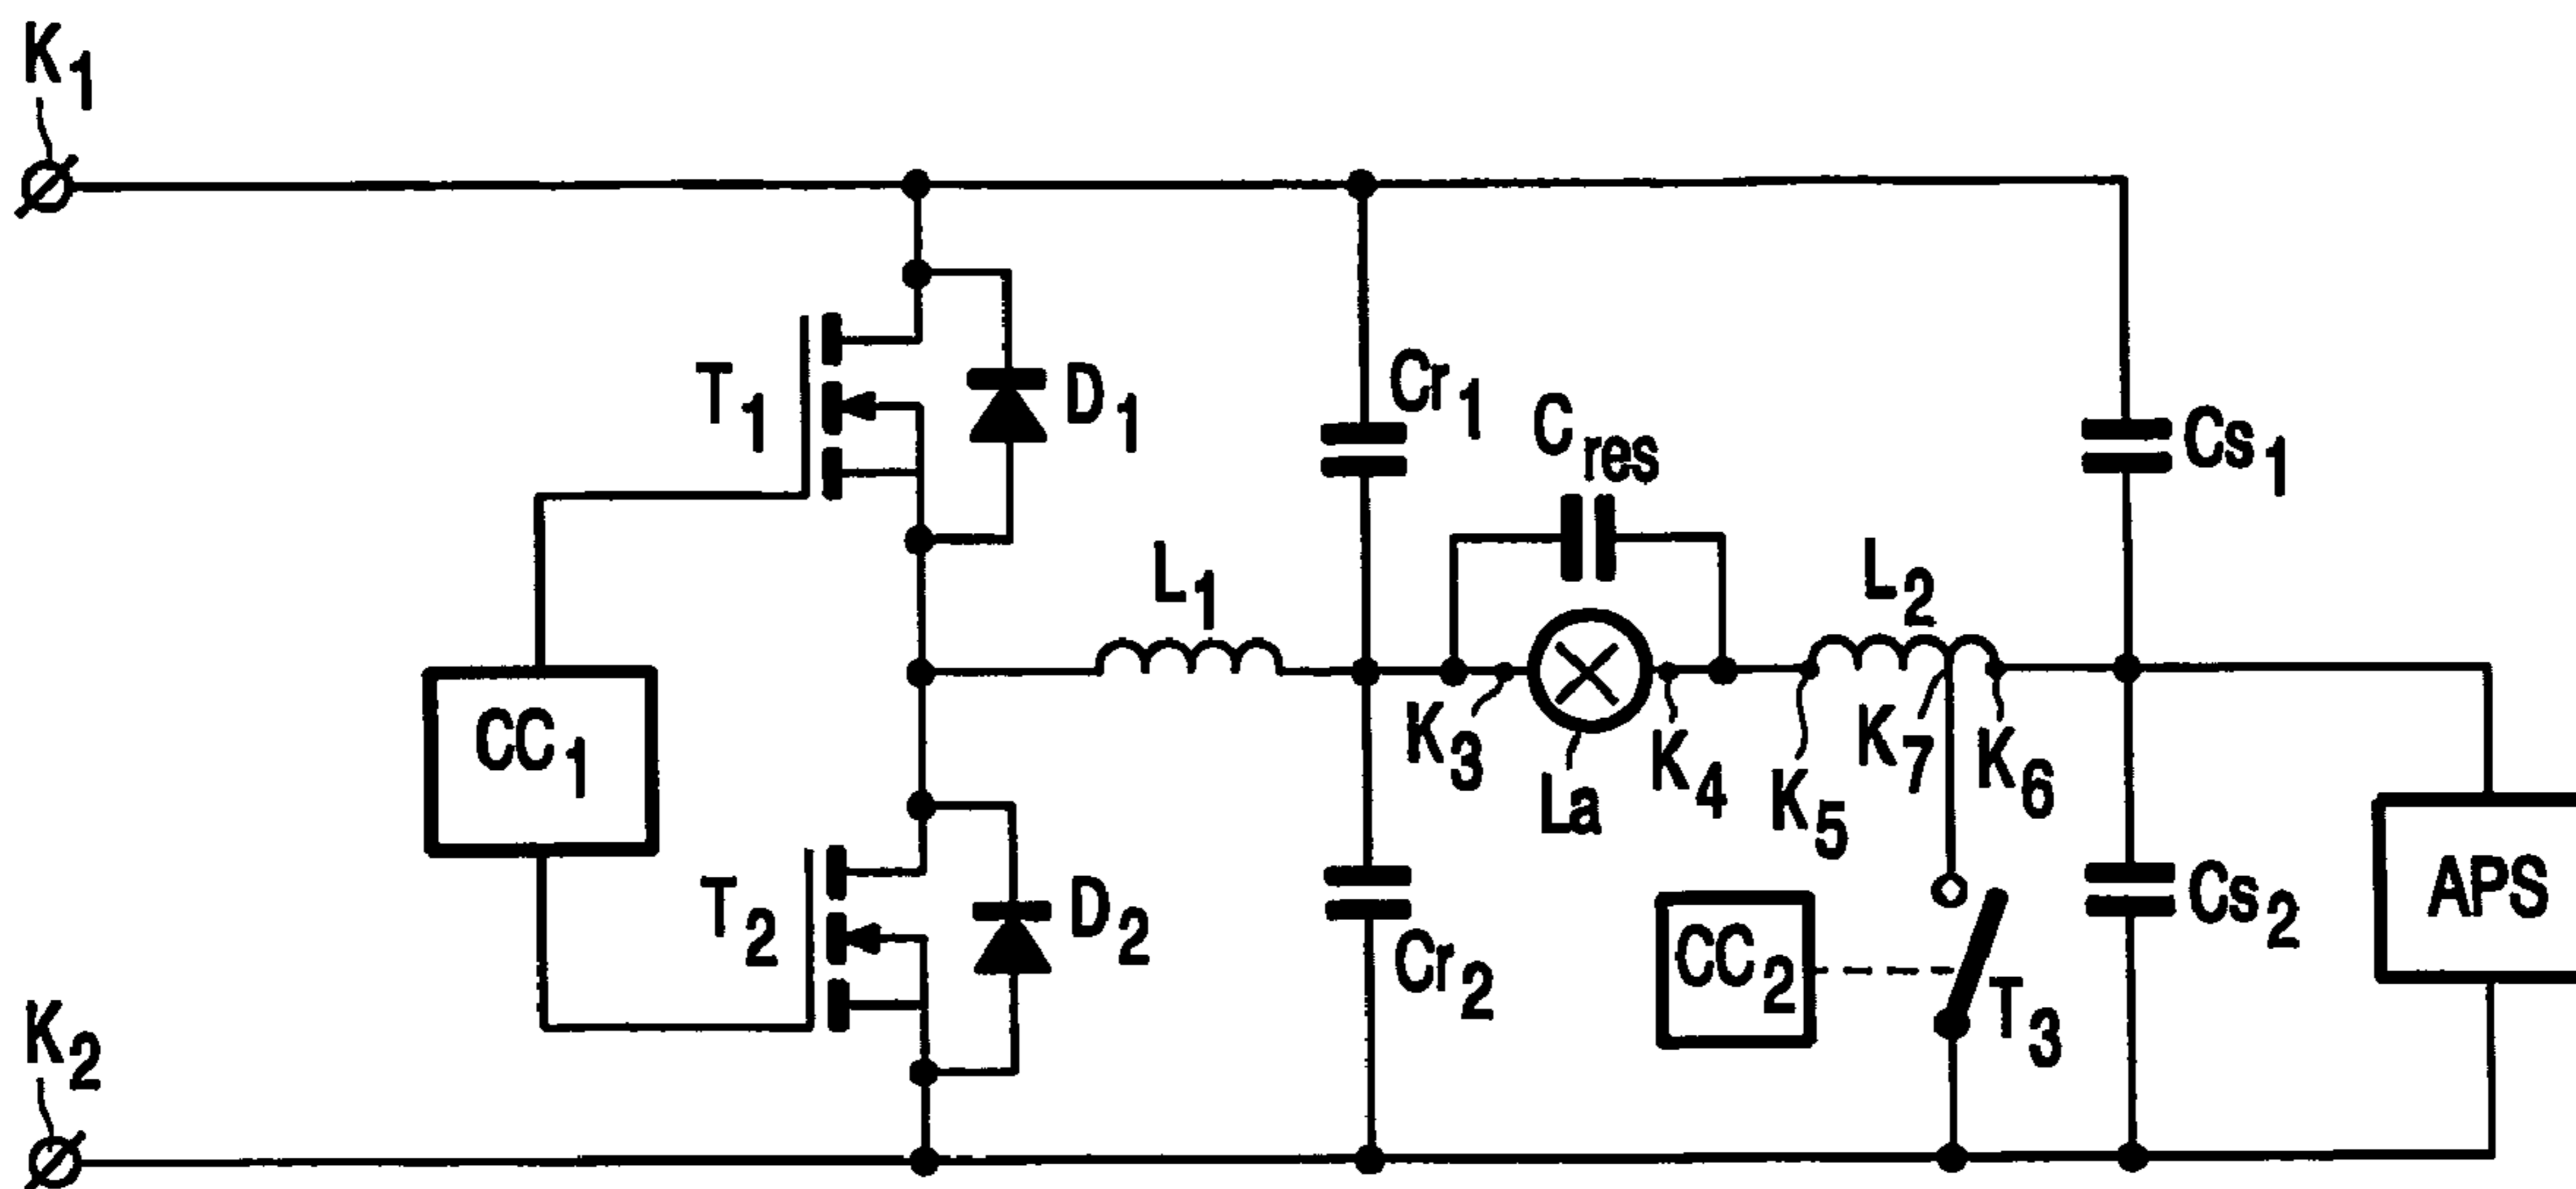 K1
T1
D1
Cr1
Cres
Cs1
L1
L2
CC1
K3
La
K4
K5
K7
K6
T2
D2
Cr2
CC2
T3
Cs2
APS
K2